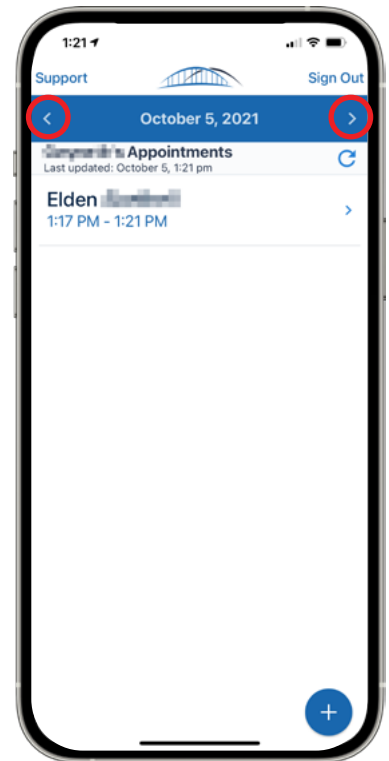 1:21
Support
Sign Out
October 5, 2021
Appointments
Last updated: October 5, 1:21 pm
Elden
1:17 PM - 1:21 PM